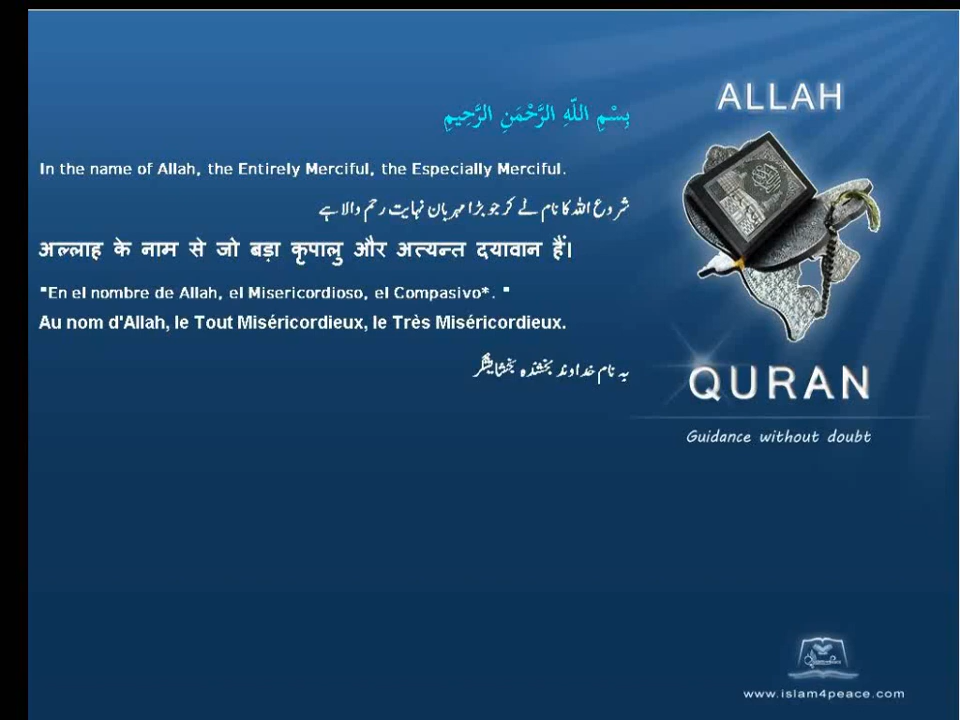 بِسْمِ اللَّهِ الرَّحْمَنِ الرَّحِيمِ
In the name of Allah, the Entirely Merciful, the Especially Merciful.
شروع اللہ کا نام لے کر جو بڑا مہربان نہایت رحم والا ہے
अल्लाह के नाम से जो बड़ा कृपालु और अत्यन्त दयावान हैं।
"En el nombre de Allah, el Misericordioso, el Compasivo*. "
Au nom d'Allah, le Tout Miséricordieux, le Très Miséricordieux.
به نام خداوند بخشنده بخشایشگر
ALLAH
QURAN
Guidance without doubt
www.islam4peace.com